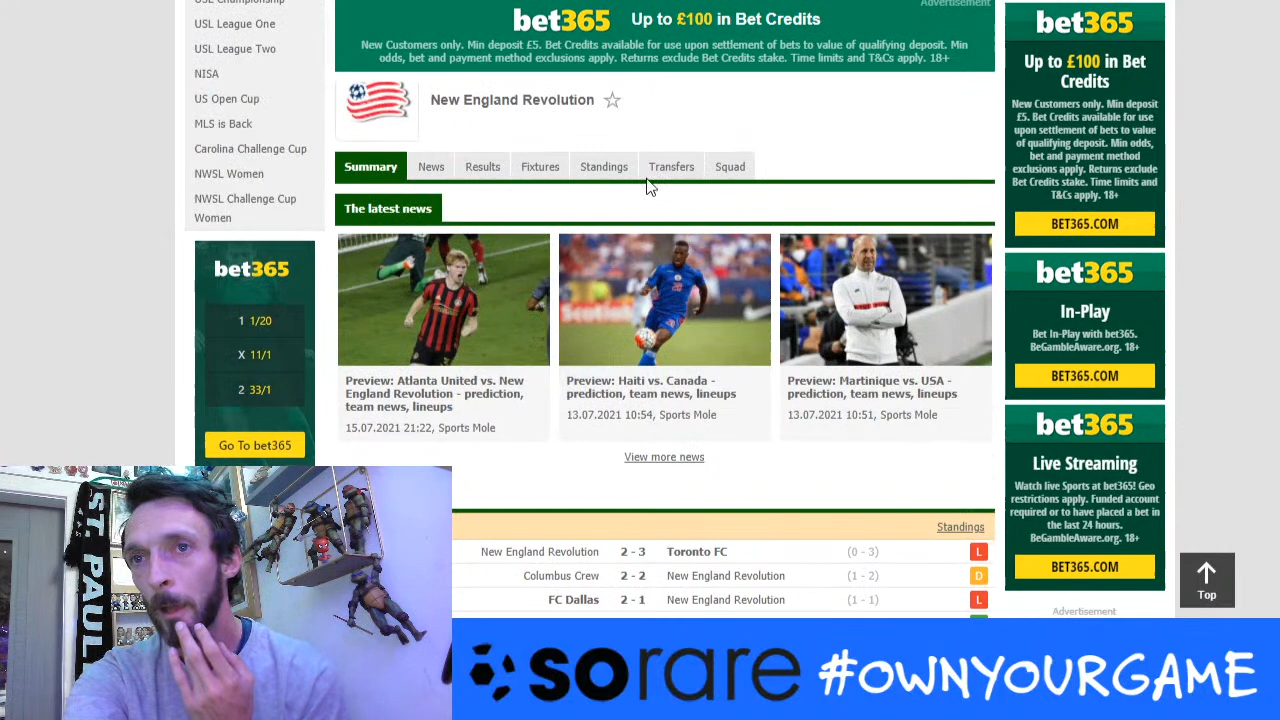 USL Championship
USL League One
USL League Two
NISA
US Open Cup
MLS is Back
Carolina Challenge Cup
NWSL Women
NWSL Challenge Cup
Women
bet365
1 1/20
X 11/1
2 33/1
Go To bet365
Advertisement
bet365 Up to £100 in Bet Credits
New Customers only. Min deposit £5. Bet Credits available for use upon settlement of bets to value of qualifying deposit. Min
odds, bet and payment method exclusions apply. Returns exclude Bet Credits stake. Time limits and T&Cs apply. 18+
New England Revolution
Summary News Results Fixtures Standings Transfers Squad
The latest news
Preview: Atlanta United vs. New
England Revolution - prediction,
team news, lineups
15.07.2021 21:22, Sports Mole
Preview: Haiti vs. Canada -
prediction, team news, lineups
13.07.2021 10:54, Sports Mole
Preview: Martinique vs. USA -
prediction, team news, lineups
13.07.2021 10:51, Sports Mole
View more news
Standings
New England Revolution 2 - 3 Toronto FC (0 - 3) L
Columbus Crew 2 - 2 New England Revolution (1 - 2) D
FC Dallas 2 - 1 New England Revolution (1 - 1) L
bet365
Up to £100 in Bet
Credits
New Customers only. Min deposit
£5. Bet Credits available for use
upon settlement of bets to value
of qualifying deposit. Min odds,
bet and payment method
exclusions apply. Returns exclude
Bet Credits stake. Time limits and
T&Cs apply. 18+
BET365.COM
bet365
In-Play
Bet In-Play with bet365.
BeGambleAware.org. 18+
BET365.COM
bet365
Live Streaming
Watch live Sports at bet365! Geo
restrictions apply. Funded account
required or to have placed a bet in
the last 24 hours.
BeGambleAware.org. 18+
BET365.COM
Advertisement
Top
ST. PAUL
sorare #OWNYOURGAME